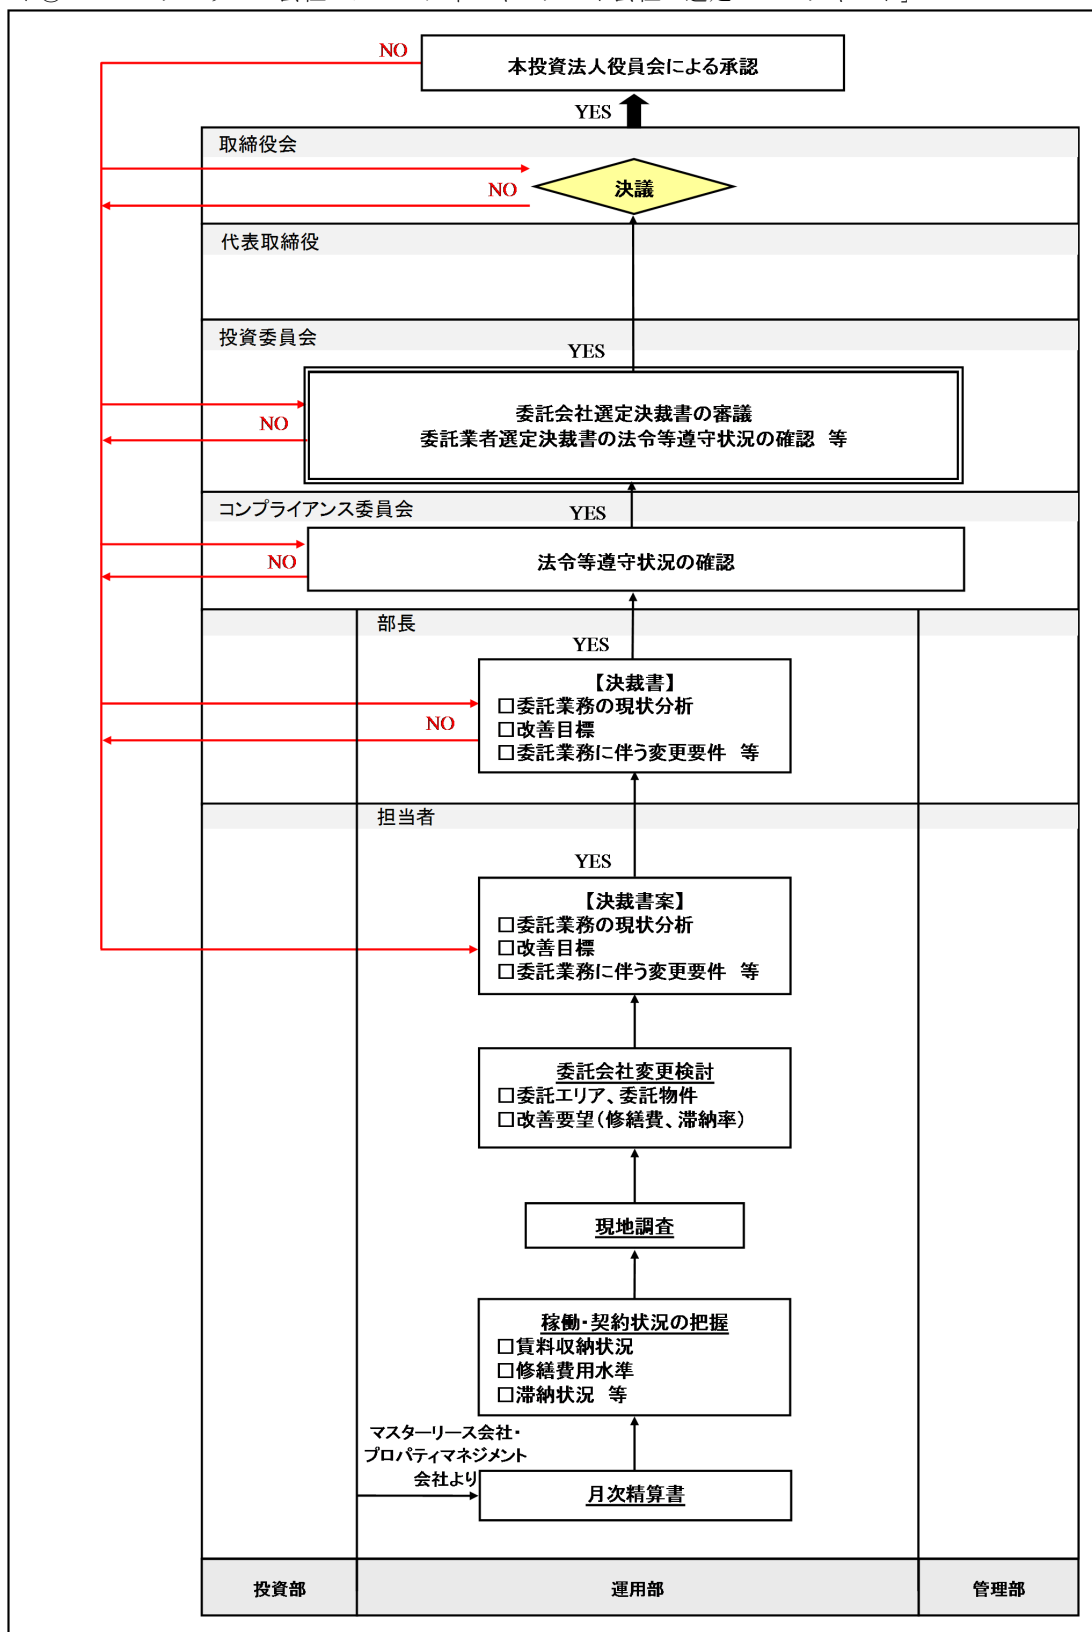 NO
本投資法人役員会による承認
YES
取締役会
決議
NO
代表取締役
投資委員会
YES
委託会社選定決裁書の審議
委託業者選定決裁書の法令等遵守状況の確認 等
NO
コンプライアンス委員会
YES
法令等遵守状況の確認
NO
部長
YES
【決裁書】
□委託業務の現状分析
□改善目標
□委託業務に伴う変更要件 等
NO
担当者
YES
【決裁書案】
□委託業務の現状分析
□改善目標
□委託業務に伴う変更要件 等
委託会社変更検討
□委託エリア、委託物件
□改善要望(修繕費、滞納率)
現地調査
稼働・契約状況の把握
□賃料収納状況
□修繕費用水準
□滞納状況 等
マスターリース会社・
プロパティマネジメント
会社より
月次精算書
投資部
運用部
管理部